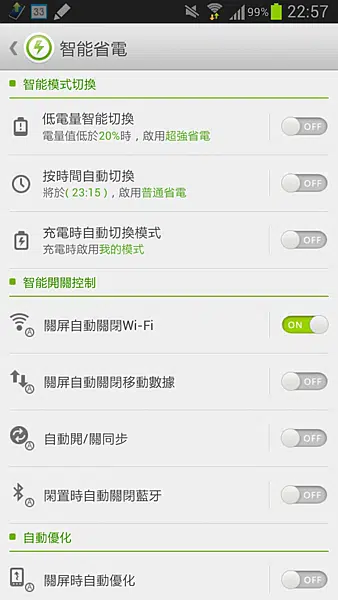 33
99%
22:57
智能省電
智能模式切換
低電量智能切換
電量值低於20%時，啟用超強省電
OFF
按時間自動切換
將於( 23:15 )，啟用普通省電
OFF
充電時自動切換模式
充電時啟用我的模式
OFF
智能開關控制
關屏自動關閉Wi-Fi
ON
關屏自動關閉移動數據
OFF
自動開/關同步
OFF
閑置時自動關閉藍牙
OFF
自動優化
關屏時自動優化
OFF